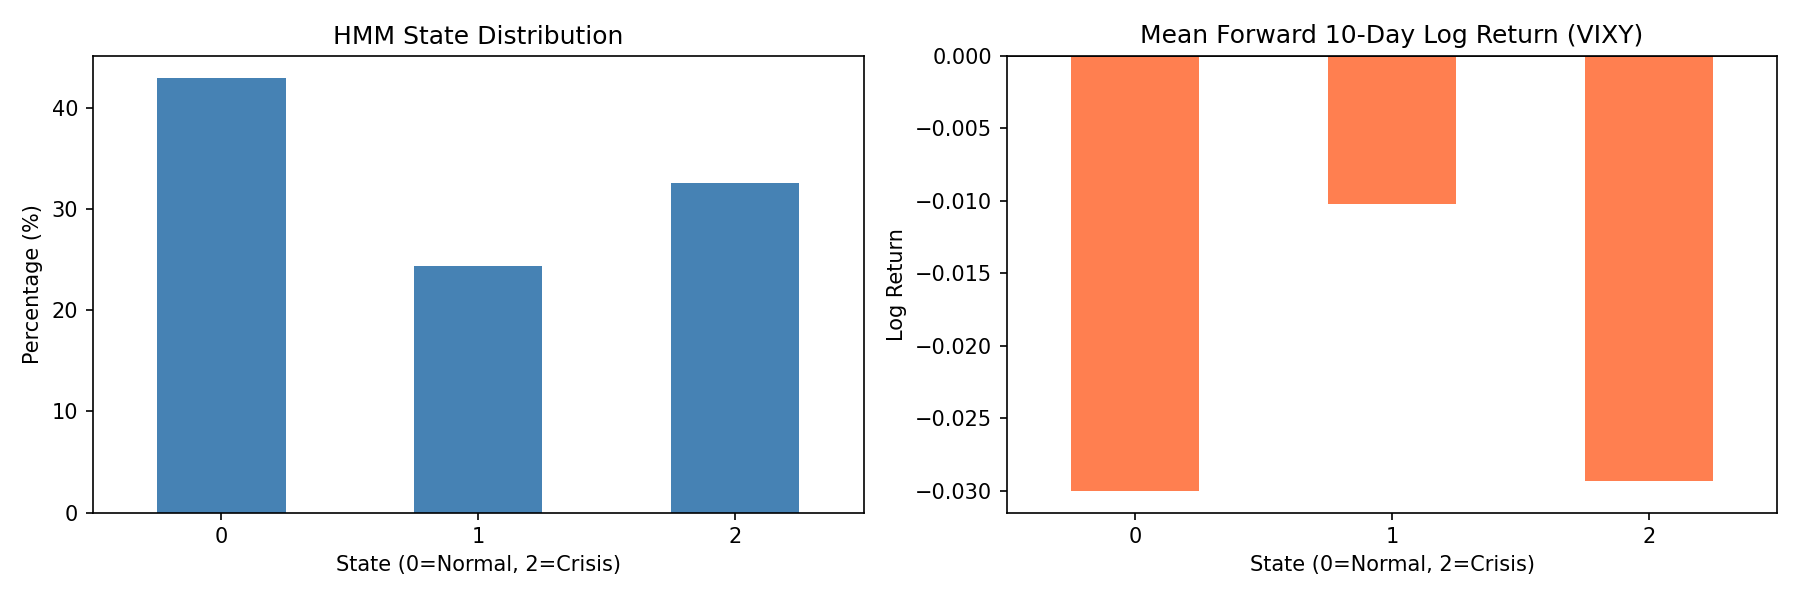 HMM State Distribution
Percentage (%)
40
30
20
10
0
0 1 2
State (0=Normal, 2=Crisis)
Mean Forward 10-Day Log Return (VIXY)
Log Return
0.000
−0.005
−0.010
−0.015
−0.020
−0.025
−0.030
0 1 2
State (0=Normal, 2=Crisis)